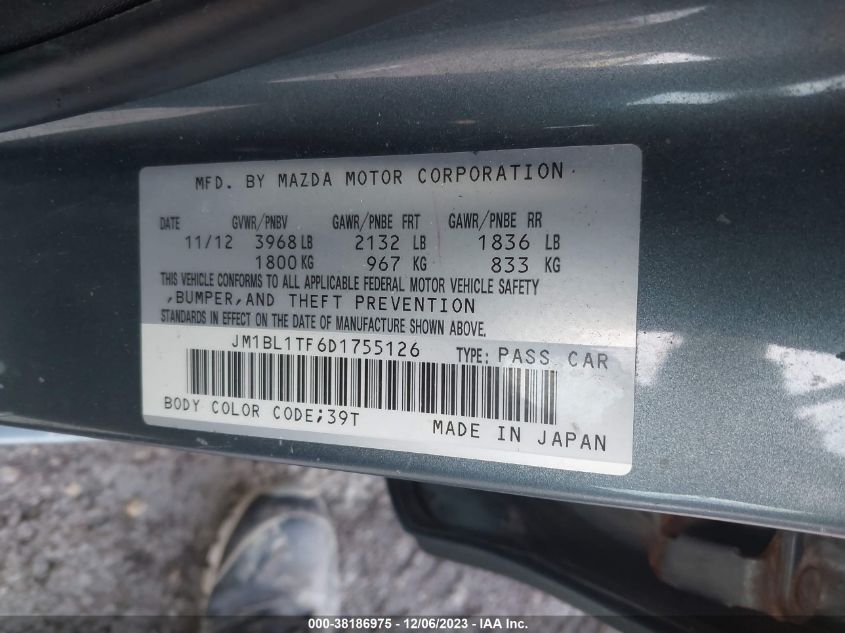 MFD. BY MAZDA MOTOR CORPORATION
DATE GVWR/PNBV GAWR/PNBE FRT GAWR/PNBE RR
11/12 3968 LB 2132 LB 1836 LB
1800 KG 967 KG 833 KG
THIS VEHICLE CONFORMS TO ALL APPLICABLE FEDERAL MOTOR VEHICLE SAFETY
,BUMPER,AND THEFT PREVENTION
STANDARDS IN EFFECT ON THE DATE OF MANUFACTURE SHOWN ABOVE.
JM1BL1TF6D1755126 TYPE: PASS CAR
BODY COLOR CODE;39T
MADE IN JAPAN
000-38186975 - 12/06/2023 - IAA Inc.